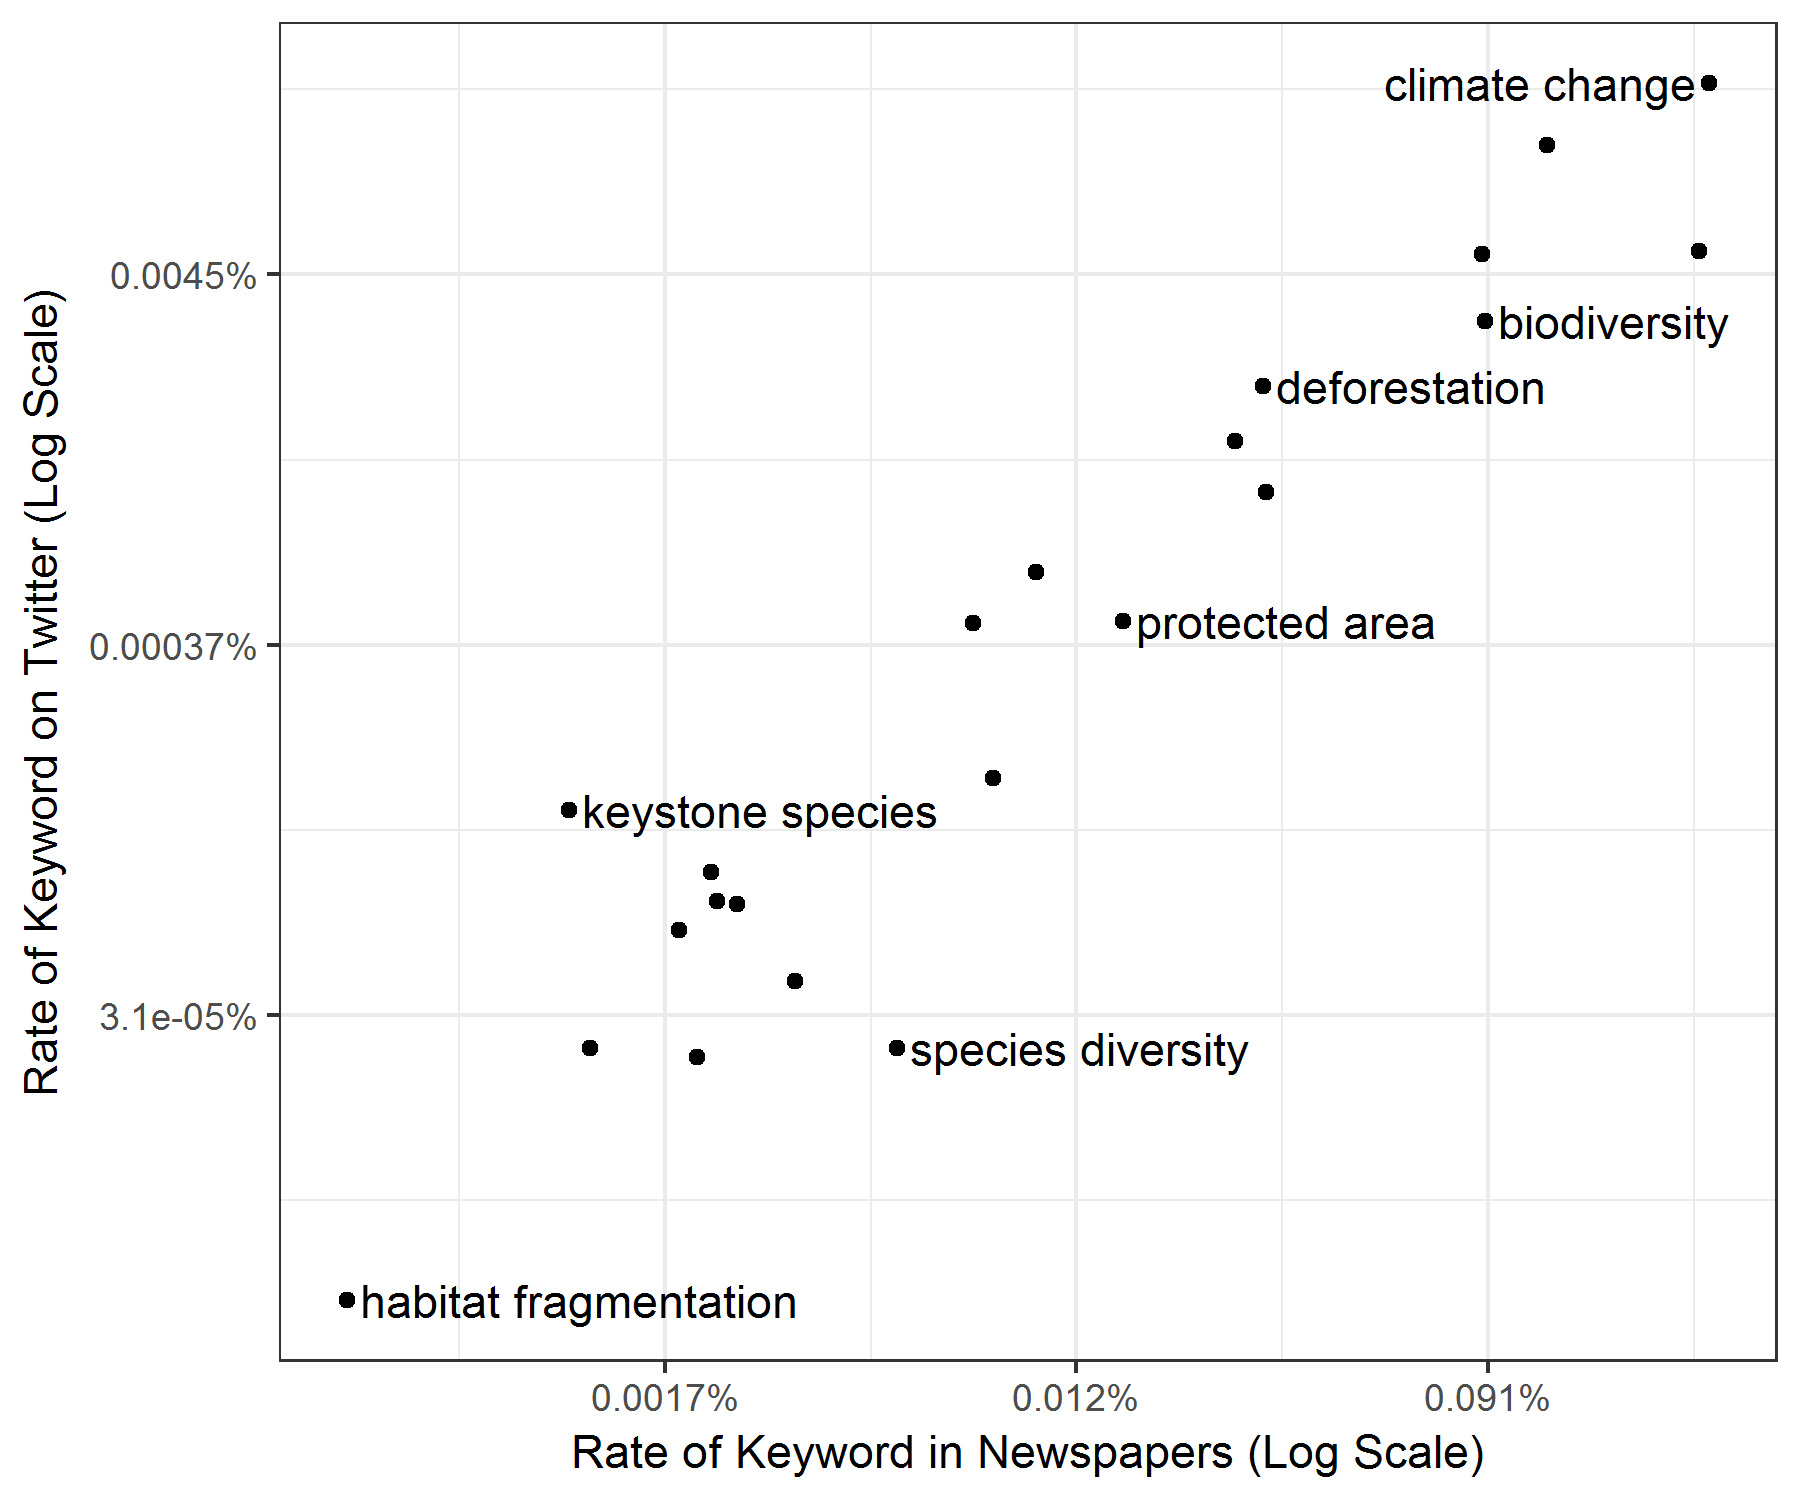 climate change
0.0045%
biodiversity
deforestation
protected area
0.00037%
keystone species
3.1e-05%
species diversity
habitat fragmentation
0.0017%
0.012%
0.091%
Rate of Keyword in Newspapers (Log Scale)
Rate of Keyword on Twitter (Log Scale)